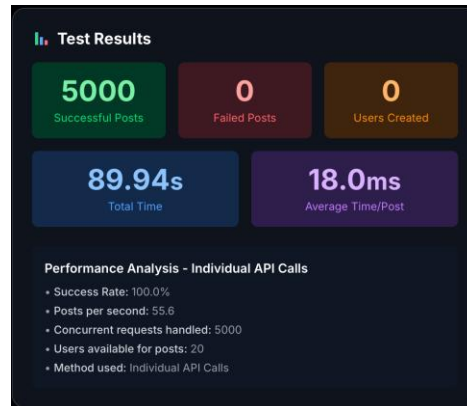 Test Results
5000
Successful Posts
0
Failed Posts
0
Users Created
89.94s
Total Time
18.0ms
Average Time/Post
Performance Analysis - Individual API Calls
• Success Rate: 100.0%
• Posts per second: 55.6
• Concurrent requests handled: 5000
• Users available for posts: 20
• Method used: Individual API Calls